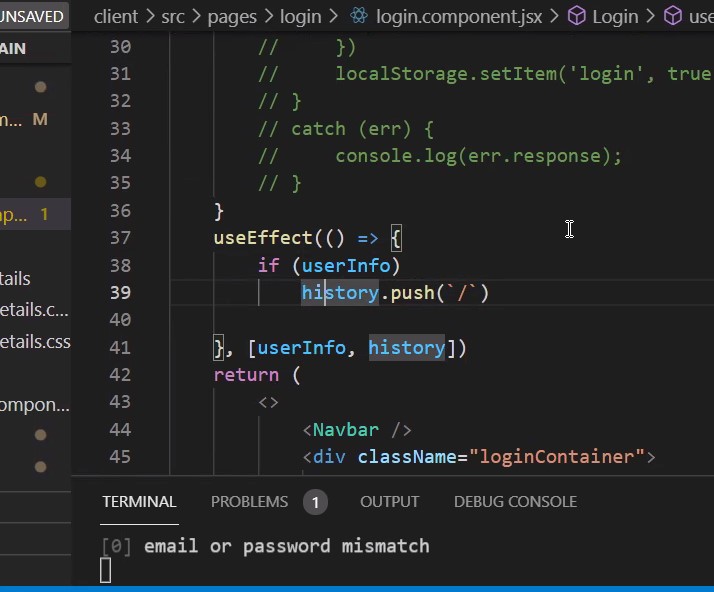 UNSAVED
client > src > pages > login > login.component.jsx > Login > use
AIN
30 // })
31 // localStorage.setItem('login', true
32 // }
m... M
33 // catch (err) {
34 // console.log(err.response);
35 // }
36 }
op... 1
37 useEffect(() => {
38 if (userInfo)
tails
39 history.push(`/`)
etails.c...
40
etails.css
41 }, [userInfo, history])
42 return (
ompon...
43 <>
44 <Navbar />
45 <div className="loginContainer">
TERMINAL PROBLEMS 1 OUTPUT DEBUG CONSOLE
[0] email or password mismatch